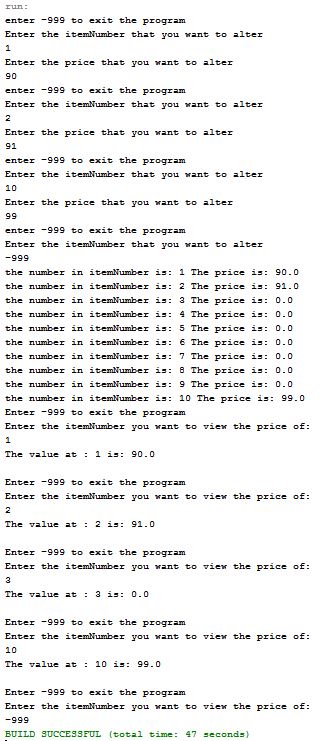 run:
enter -999 to exit the program
Enter the itemNumber that you want to alter
1
Enter the price that you want to alter
90
enter -999 to exit the program
Enter the itemNumber that you want to alter
2
Enter the price that you want to alter
91
enter -999 to exit the program
Enter the itemNumber that you want to alter
10
Enter the price that you want to alter
99
enter -999 to exit the program
Enter the itemNumber that you want to alter
-999
the number in itemNumber is: 1 The price is: 90.0
the number in itemNumber is: 2 The price is: 91.0
the number in itemNumber is: 3 The price is: 0.0
the number in itemNumber is: 4 The price is: 0.0
the number in itemNumber is: 5 The price is: 0.0
the number in itemNumber is: 6 The price is: 0.0
the number in itemNumber is: 7 The price is: 0.0
the number in itemNumber is: 8 The price is: 0.0
the number in itemNumber is: 9 The price is: 0.0
the number in itemNumber is: 10 The price is: 99.0
Enter -999 to exit the program
Enter the itemNumber you want to view the price of:
1
The value at : 1 is: 90.0

Enter -999 to exit the program
Enter the itemNumber you want to view the price of:
2
The value at : 2 is: 91.0

Enter -999 to exit the program
Enter the itemNumber you want to view the price of:
3
The value at : 3 is: 0.0

Enter -999 to exit the program
Enter the itemNumber you want to view the price of:
10
The value at : 10 is: 99.0

Enter -999 to exit the program
Enter the itemNumber you want to view the price of:
-999
BUILD SUCCESSFUL (total time: 47 seconds)